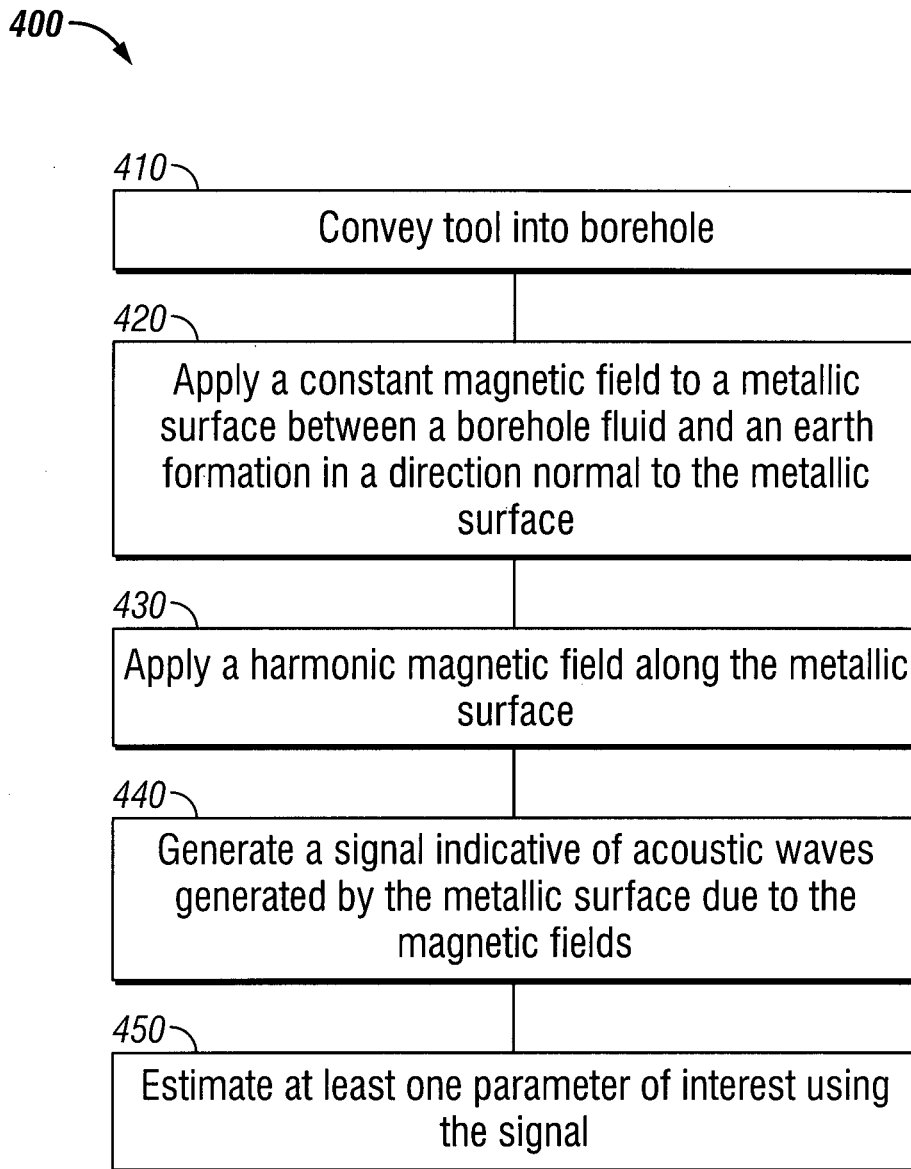 400
410
Convey tool into borehole
420
Apply a constant magnetic field to a metallic
surface between a borehole fluid and an earth
formation in a direction normal to the metallic
surface
430
Apply a harmonic magnetic field along the metallic
surface
440
Generate a signal indicative of acoustic waves
generated by the metallic surface due to the
magnetic fields
450
Estimate at least one parameter of interest using
the signal